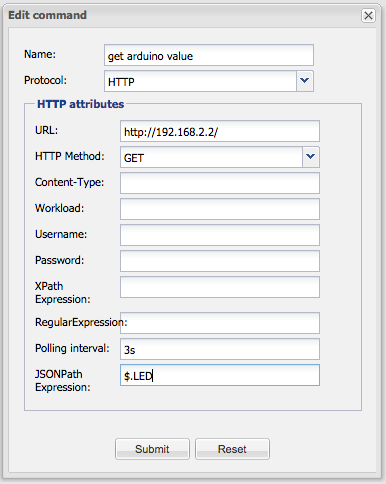 Edit command
Name: get arduino value
Protocol: HTTP
HTTP attributes
URL: http://192.168.2.2/
HTTP Method: GET
Content-Type:
Workload:
Username:
Password:
XPath
Expression:
RegularExpression:
Polling interval: 3s
JSONPath $.LED
Expression:
Submit Reset